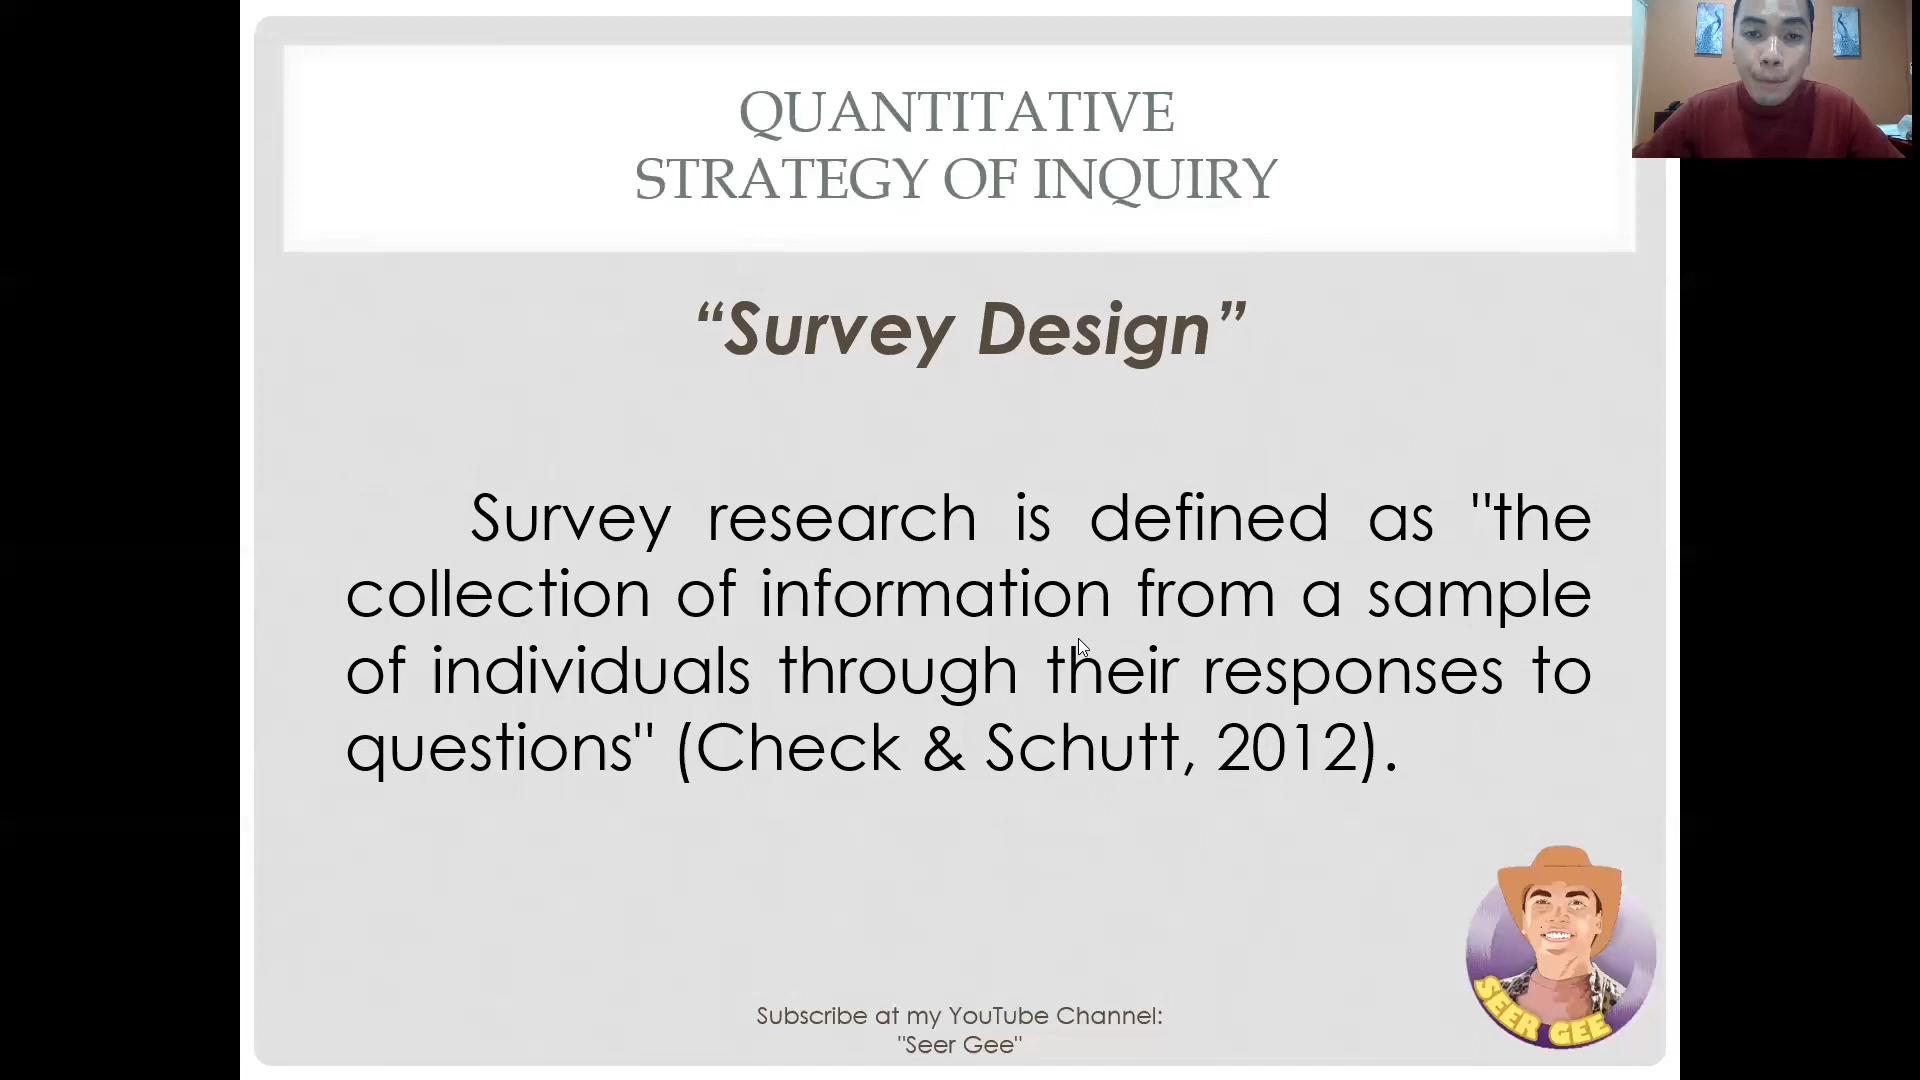 QUANTITATIVE
STRATEGY OF INQUIRY
“Survey Design”
Survey research is defined as "the
collection of information from a sample
of individuals through their responses to
questions" (Check & Schutt, 2012).
SEER GEE
Subscribe at my YouTube Channel:
"Seer Gee"